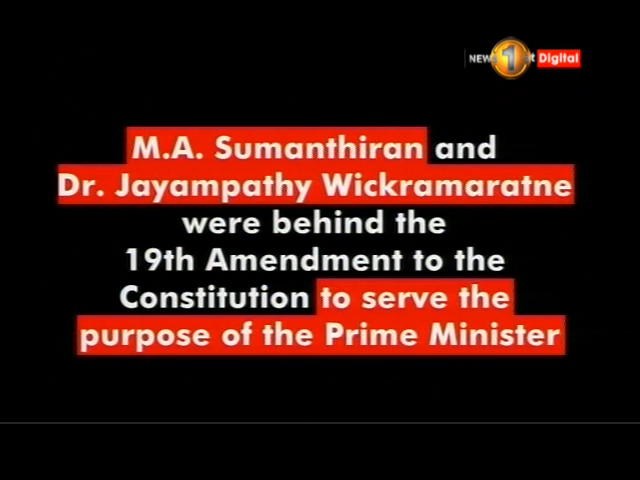 NEWS 1st Digital
M.A. Sumanthiran and
Dr. Jayampathy Wickramaratne
were behind the
19th Amendment to the
Constitution to serve the
purpose of the Prime Minister